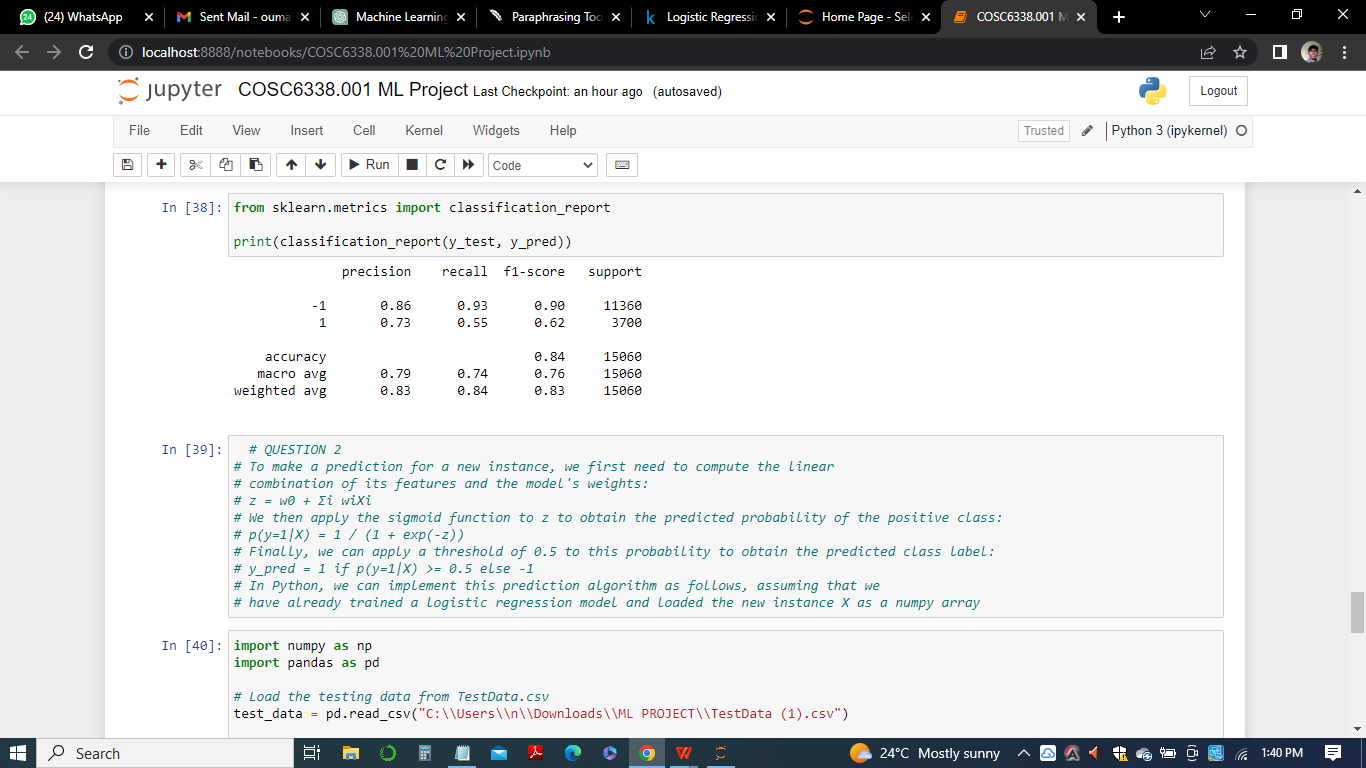 (24) WhatsApp
Sent Mail - ouma
Machine Learning
Paraphrasing Too
Logistic Regressio
Home Page - Sele
COSC6338.001 M
localhost:8888/notebooks/COSC6338.001%20ML%20Project.ipynb
jupyter COSC6338.001 ML Project Last Checkpoint: an hour ago (autosaved)
Logout
File Edit View Insert Cell Kernel Widgets Help
Trusted
Python 3 (ipykernel)
Run
Code
In [38]: from sklearn.metrics import classification_report
print(classification_report(y_test, y_pred))
precision recall f1-score support
-1 0.86 0.93 0.90 11360
1 0.73 0.55 0.62 3700
accuracy 0.84 15060
macro avg 0.79 0.74 0.76 15060
weighted avg 0.83 0.84 0.83 15060
In [39]: # QUESTION 2
# To make a prediction for a new instance, we first need to compute the linear
# combination of its features and the model's weights:
# z = w0 + Σi wiXi
# We then apply the sigmoid function to z to obtain the predicted probability of the positive class:
# p(y=1|X) = 1 / (1 + exp(-z))
# Finally, we can apply a threshold of 0.5 to this probability to obtain the predicted class label:
# y_pred = 1 if p(y=1|X) >= 0.5 else -1
# In Python, we can implement this prediction algorithm as follows, assuming that we
# have already trained a logistic regression model and loaded the new instance X as a numpy array
In [40]: import numpy as np
import pandas as pd
# Load the testing data from TestData.csv
test_data = pd.read_csv("C:\\Users\\n\\Downloads\\ML PROJECT\\TestData (1).csv")
Search
24°C Mostly sunny
1:40 PM